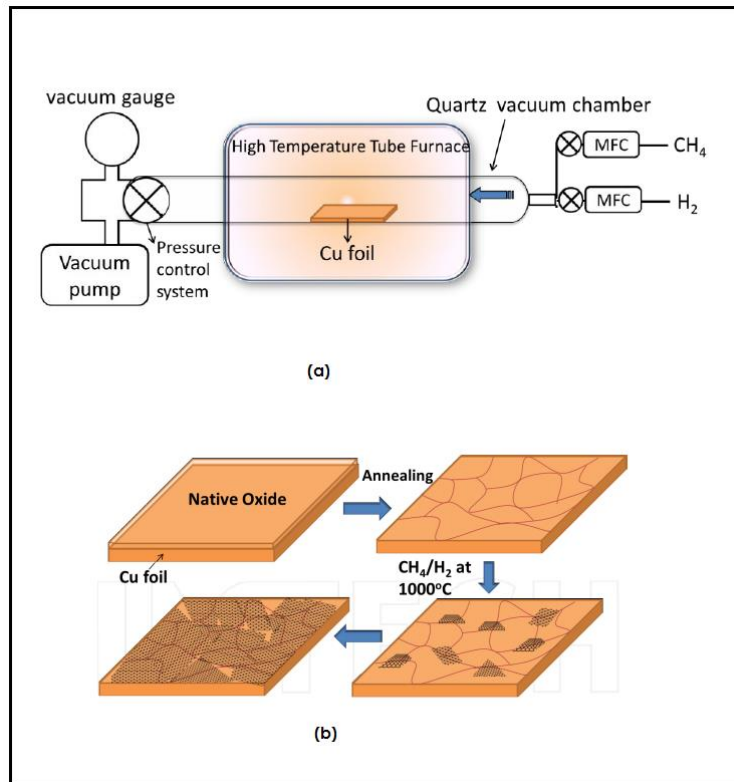 vacuum gauge
Quartz vacuum chamber
High Temperature Tube Furnace
MFC
CH4
MFC
H2
Cu foil
Pressure
control
system
Vacuum
pump
(a)
Native Oxide
Annealing
Cu foil
CH4/H2 at
1000oC
INTECH
(b)